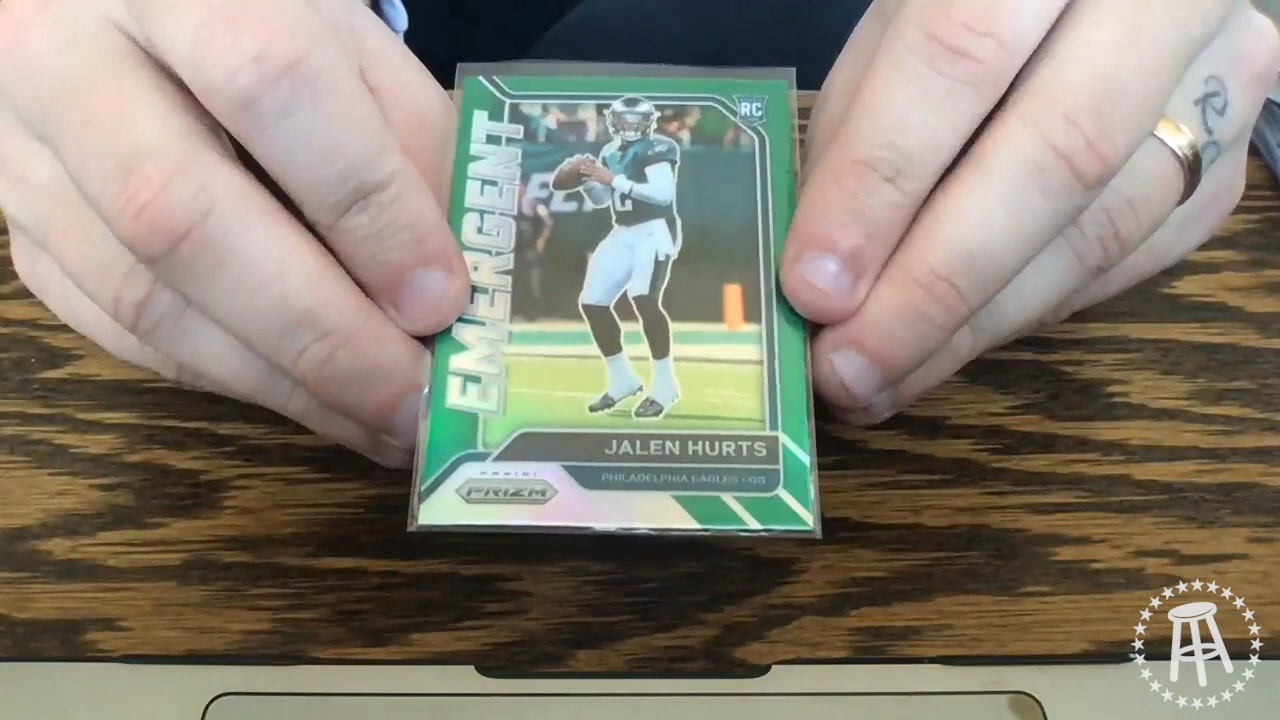 EMERGENT
RC
JALEN HURTS
PHILADELPHIA EAGLES • QB
PANINI
PRIZM